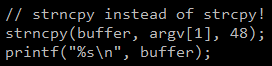 // strncpy instead of strcpy!
strncpy(buffer, argv[1], 48);
printf("%s\n", buffer);